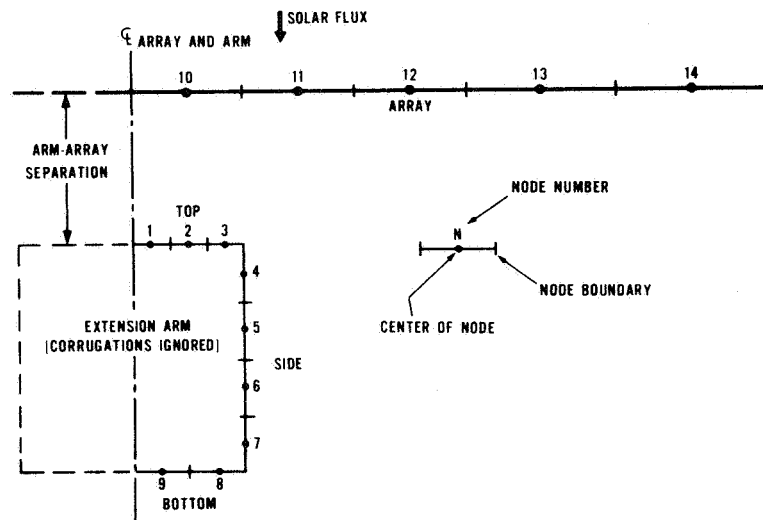 SOLAR FLUX
℄ ARRAY AND ARM
10
11
12
13
14
ARRAY
ARM-ARRAY
SEPARATION
NODE NUMBER
TOP
1
2
3
N
4
NODE BOUNDARY
EXTENSION ARM
[CORRUGATIONS IGNORED]
5
CENTER OF NODE
SIDE
6
7
9
8
BOTTOM